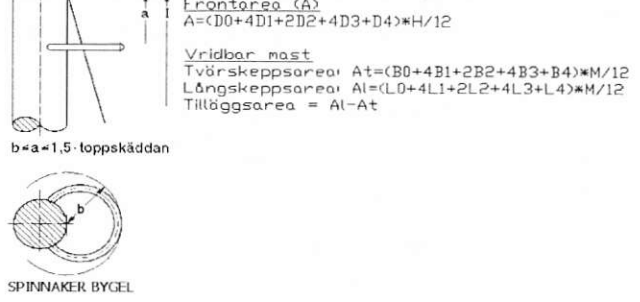 Frontarea (A)
A=(D0+4D1+2D2+4D3+D4)*H/12
a I
Vridbar mast
Tvärskeppsarea: At=(B0+4B1+2B2+4B3+B4)*M/12
Långskeppsarea: Al=(L0+4L1+2L2+4L3+L4)*M/12
Tilläggsarea = Al-At
b≤a≤1,5·toppskäddan
b
SPINNAKER BYGEL